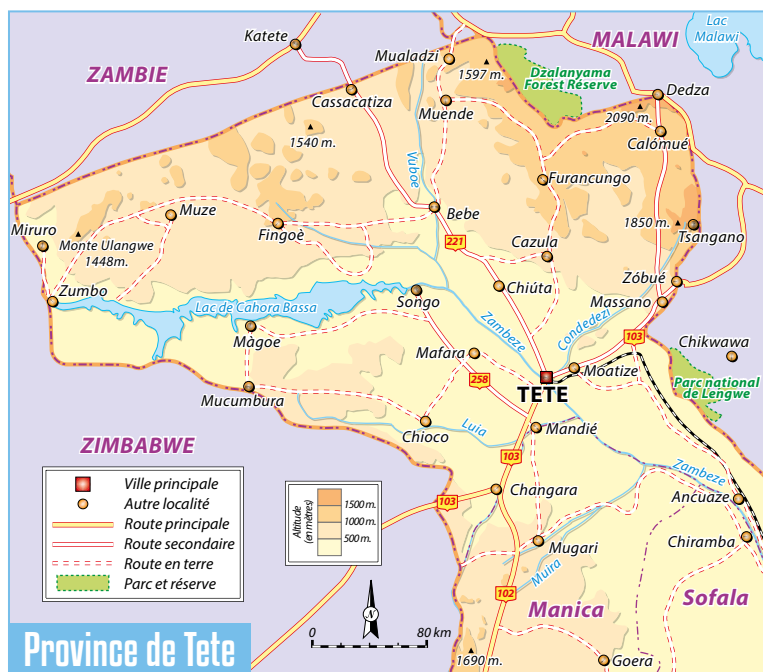 Lac
Malawi
Katete
MALAWI
Mualadzi
ZAMBIE
1597 m.
Dzalanyama
Forest Réserve
Dedza
Cassacatiza
Muende
2090 m.
1540 m.
Calómué
Vuboe
Furancungo
Muze
Bebe
Miruro
Fingoè
1850 m.
Tsangano
Monte Ulangwe
1448m.
221
Cazula
Zóbué
Zumbo
Songo
Chiúta
Massano
Lac de Cahora Bassa
Zambeze
Condedezi
Màgoe
103
Chikwawa
Mafara
Moatize
258
TETE
Parc national
de Lengwe
Mucumbura
Chioco
Luia
Mandié
ZIMBABWE
103
Zambeze
Ville principale
Autre localité
Route principale
Route secondaire
Route en terre
Parc et réserve
Altitude
(en mètres)
1500 m.
1000 m.
500 m.
103
Changara
Ancuaze
Mugari
Chiramba
Muira
102
Manica
Sofala
N
0 80 km
Province de Tete
1690 m.
Goera